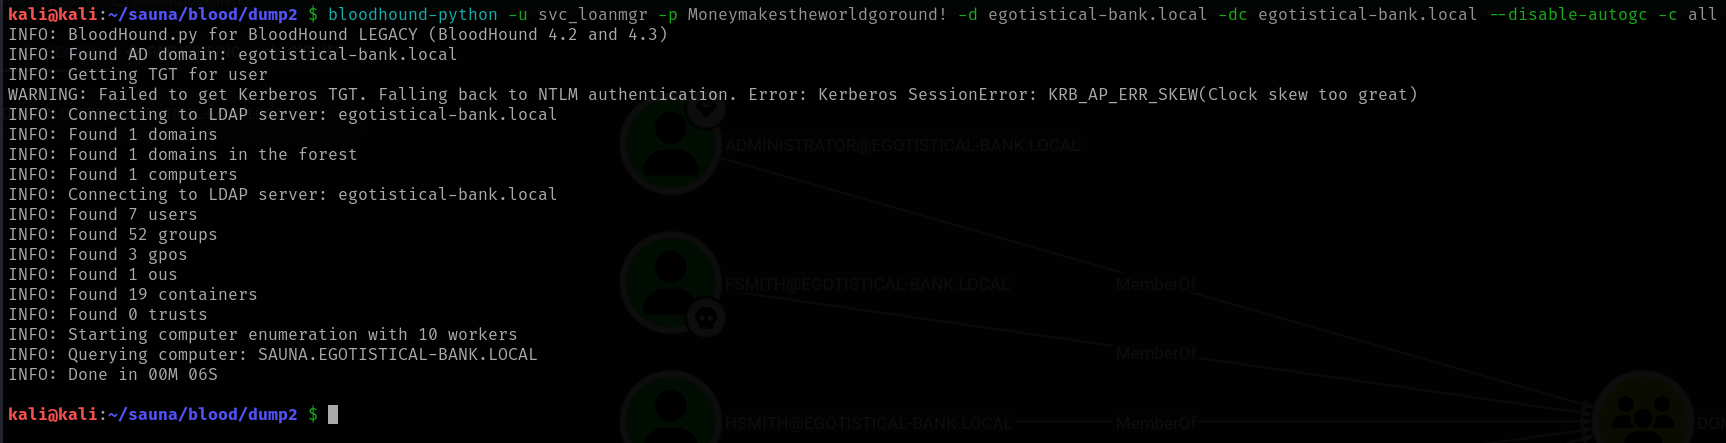 kali@kali:~/sauna/blood/dump2 $ bloodhound-python -u svc_loanmgr -p Moneymakestheworldgoround! -d egotistical-bank.local -dc egotistical-bank.local --disable-autogc -c all
INFO: BloodHound.py for BloodHound LEGACY (BloodHound 4.2 and 4.3)
INFO: Found AD domain: egotistical-bank.local
INFO: Getting TGT for user
WARNING: Failed to get Kerberos TGT. Falling back to NTLM authentication. Error: Kerberos SessionError: KRB_AP_ERR_SKEW(Clock skew too great)
INFO: Connecting to LDAP server: egotistical-bank.local
INFO: Found 1 domains
ADMINISTRATOR@EGOTISTICAL-BANK.LOCAL
INFO: Found 1 domains in the forest
INFO: Found 1 computers
INFO: Connecting to LDAP server: egotistical-bank.local
INFO: Found 7 users
INFO: Found 52 groups
INFO: Found 3 gpos
INFO: Found 1 ous
FSMITH@EGOTISTICAL-BANK.LOCAL
MemberOf
INFO: Found 19 containers
INFO: Found 0 trusts
INFO: Starting computer enumeration with 10 workers
INFO: Querying computer: SAUNA.EGOTISTICAL-BANK.LOCAL
MemberOf
INFO: Done in 00M 06S
kali@kali:~/sauna/blood/dump2 $
HSMITH@EGOTISTICAL-BANK.LOCAL
MemberOf